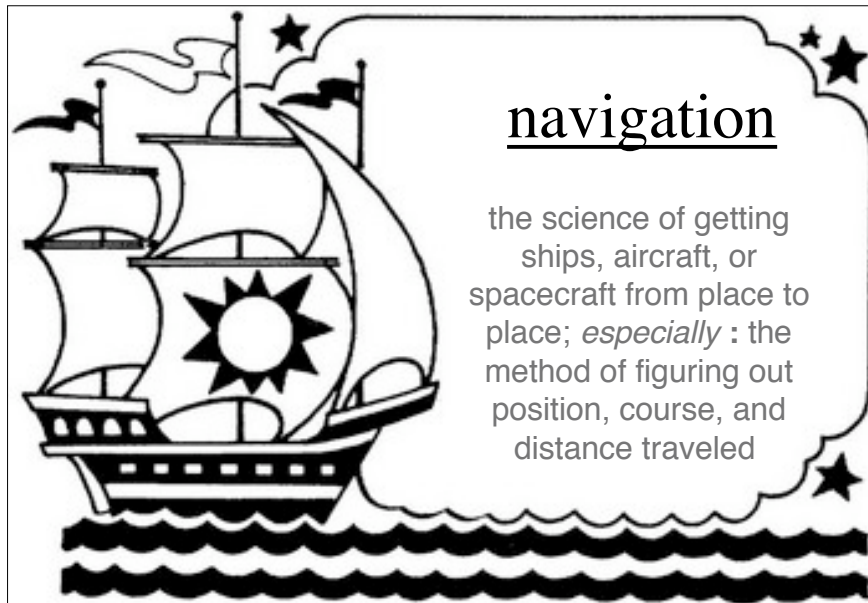 navigation
the science of getting
ships, aircraft, or
spacecraft from place to
place; especially : the
method of figuring out
position, course, and
distance traveled